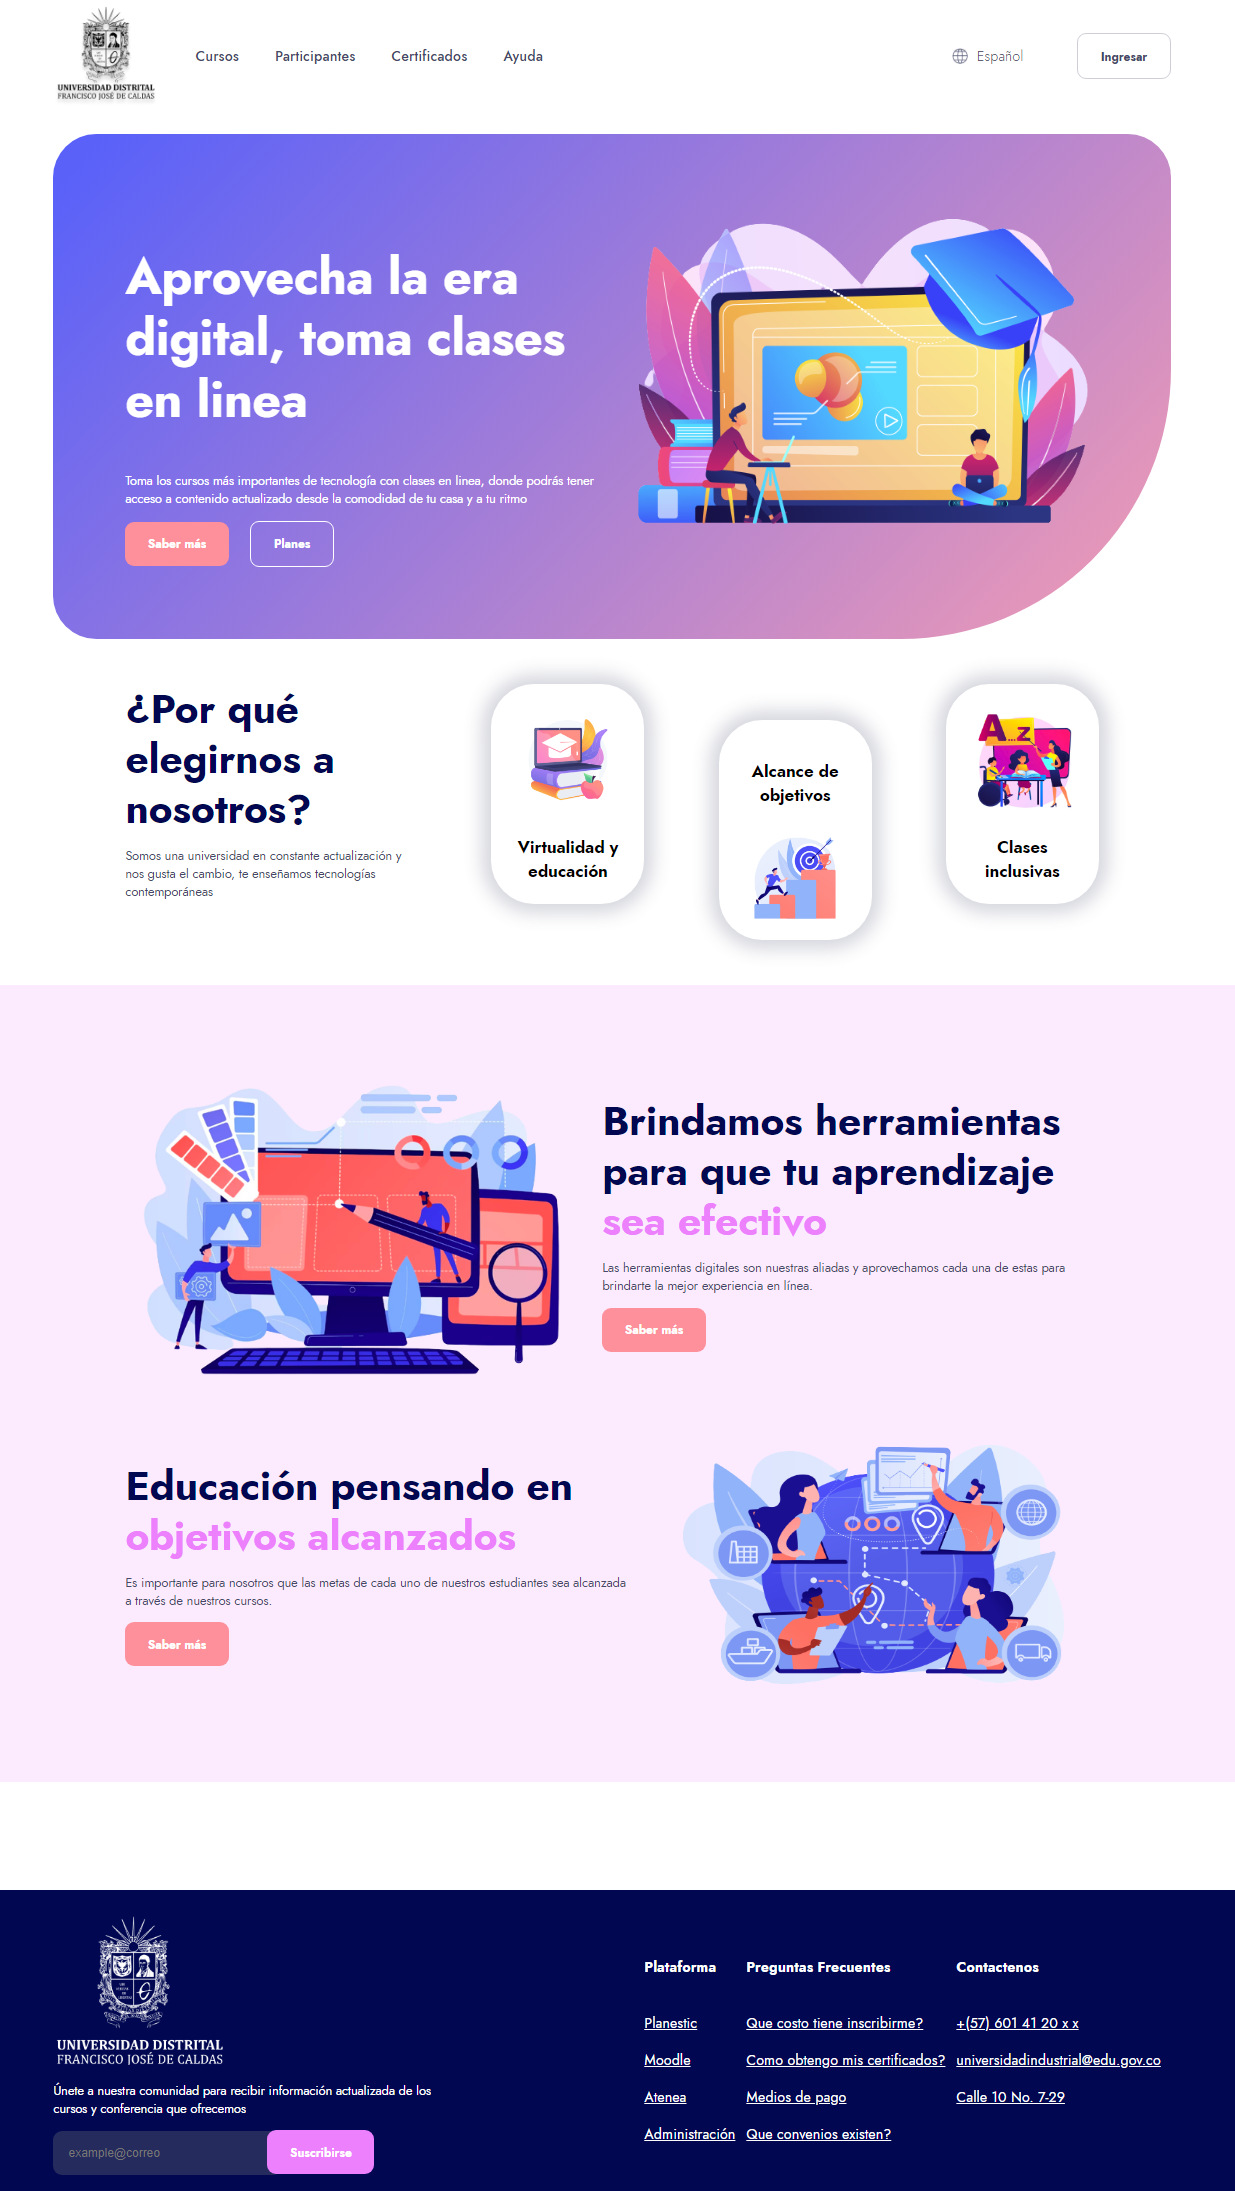 UNIVERSIDAD DISTRITAL
FRANCISCO JOSÉ DE CALDAS
Cursos
Participantes
Certificados
Ayuda
Español
Ingresar
Aprovecha la era
digital, toma clases
en linea
Toma los cursos más importantes de tecnología con clases en linea, donde podrás tener
acceso a contenido actualizado desde la comodidad de tu casa y a tu ritmo
Saber más
Planes
¿Por qué
elegirnos a
nosotros?
Somos una universidad en constante actualización y
nos gusta el cambio, te enseñamos tecnologías
contemporáneas
Virtualidad y
educación
Alcance de
objetivos
A...z
Clases
inclusivas
Brindamos herramientas
para que tu aprendizaje
sea efectivo
Las herramientas digitales son nuestras aliadas y aprovechamos cada una de estas para
brindarte la mejor experiencia en línea.
Saber más
Educación pensando en
objetivos alcanzados
Es importante para nosotros que las metas de cada uno de nuestros estudiantes sea alcanzada
a través de nuestros cursos.
Saber más
UNIVERSIDAD DISTRITAL
FRANCISCO JOSÉ DE CALDAS
Únete a nuestra comunidad para recibir información actualizada de los
cursos y conferencia que ofrecemos
example@correo
Suscribirse
Plataforma
Planestic
Moodle
Atenea
Administración
Preguntas Frecuentes
Que costo tiene inscribirme?
Como obtengo mis certificados?
Medios de pago
Que convenios existen?
Contactenos
+(57) 601 41 20 x x
universidadindustrial@edu.gov.co
Calle 10 No. 7-29